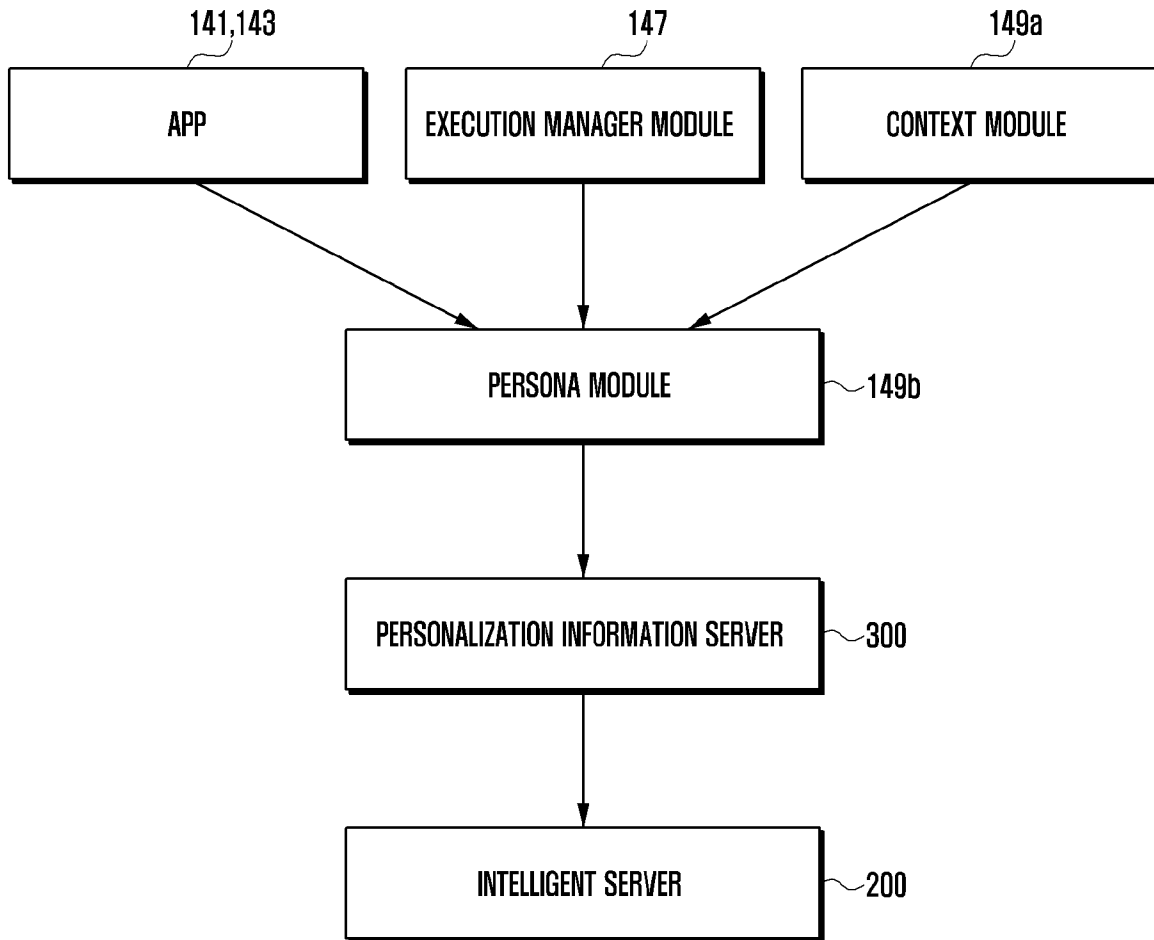 141,143
147
149a
APP
EXECUTION MANAGER MODULE
CONTEXT MODULE
PERSONA MODULE
149b
PERSONALIZATION INFORMATION SERVER
300
INTELLIGENT SERVER
200